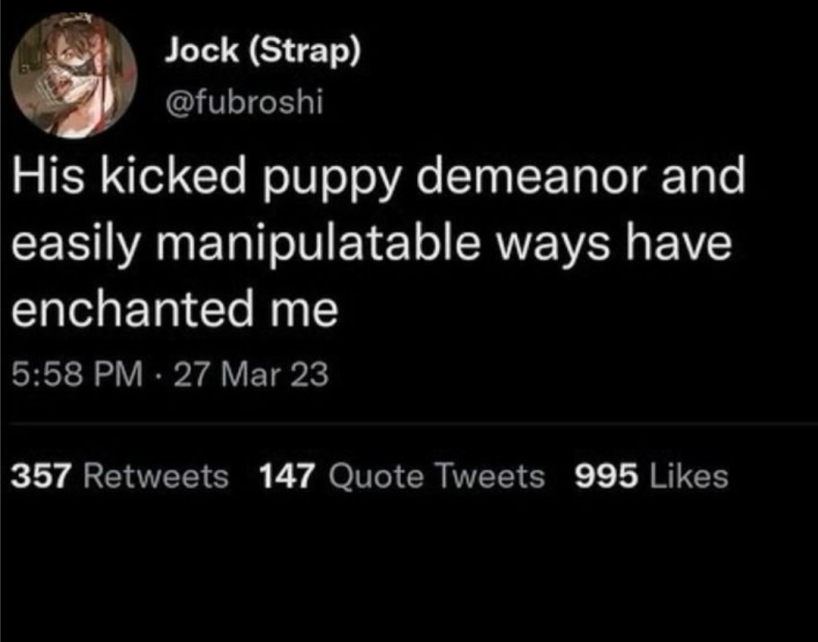 Jock (Strap)
@fubroshi
His kicked puppy demeanor and
easily manipulatable ways have
enchanted me
5:58 PM · 27 Mar 23
357 Retweets 147 Quote Tweets 995 Likes